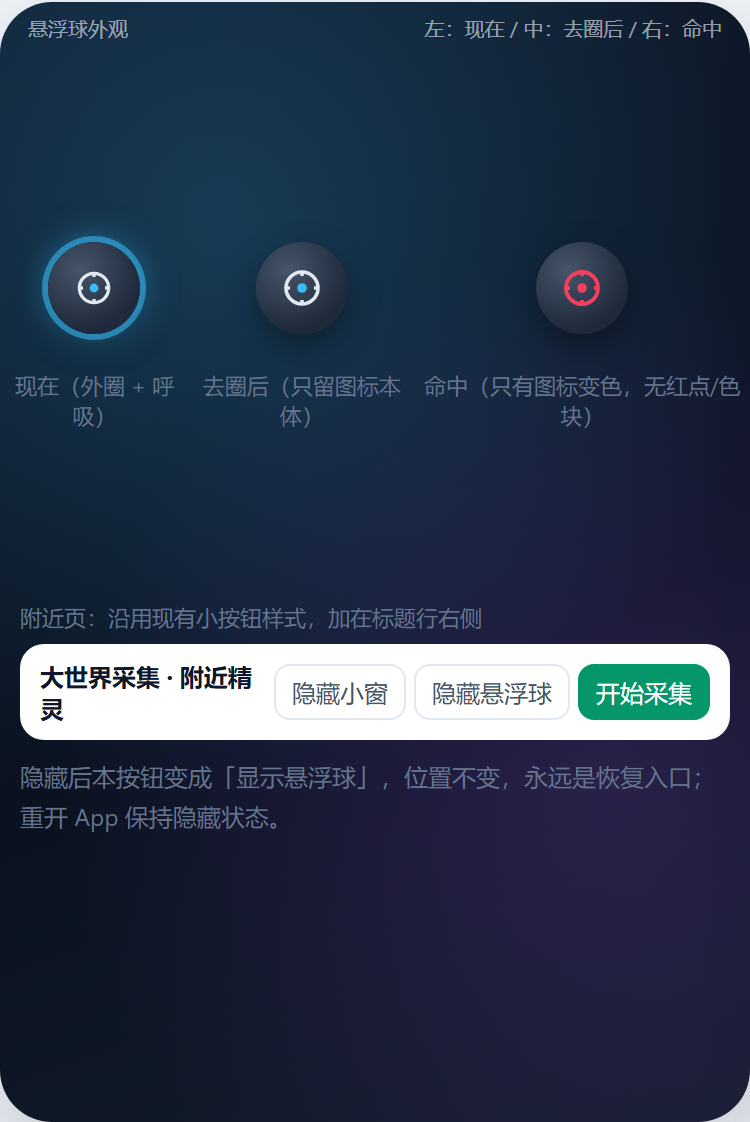 悬浮球外观
左：现在 / 中：去圈后 / 右：命中
现在（外圈 + 呼
吸）
去圈后（只留图标本
体）
命中（只有图标变色，无红点/色
块）
附近页：沿用现有小按钮样式，加在标题行右侧
大世界采集 · 附近精
灵
隐藏小窗
隐藏悬浮球
开始采集
隐藏后本按钮变成「显示悬浮球」，位置不变，永远是恢复入口；
重开 App 保持隐藏状态。